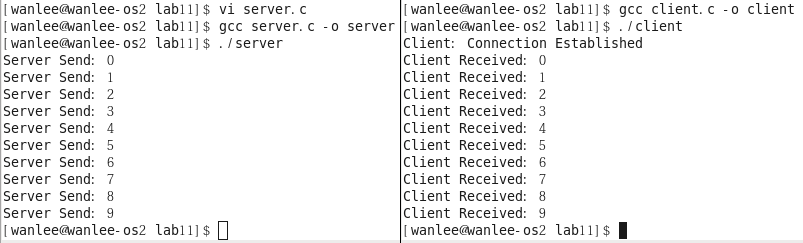 [wanlee@wanlee-os2 lab11]$ vi server.c
[wanlee@wanlee-os2 lab11]$ gcc server.c -o server
[wanlee@wanlee-os2 lab11]$ ./server
Server Send: 0
Server Send: 1
Server Send: 2
Server Send: 3
Server Send: 4
Server Send: 5
Server Send: 6
Server Send: 7
Server Send: 8
Server Send: 9
[wanlee@wanlee-os2 lab11]$
[wanlee@wanlee-os2 lab11]$ gcc client.c -o client
[wanlee@wanlee-os2 lab11]$ ./client
Client: Connection Established
Client Received: 0
Client Received: 1
Client Received: 2
Client Received: 3
Client Received: 4
Client Received: 5
Client Received: 6
Client Received: 7
Client Received: 8
Client Received: 9
[wanlee@wanlee-os2 lab11]$